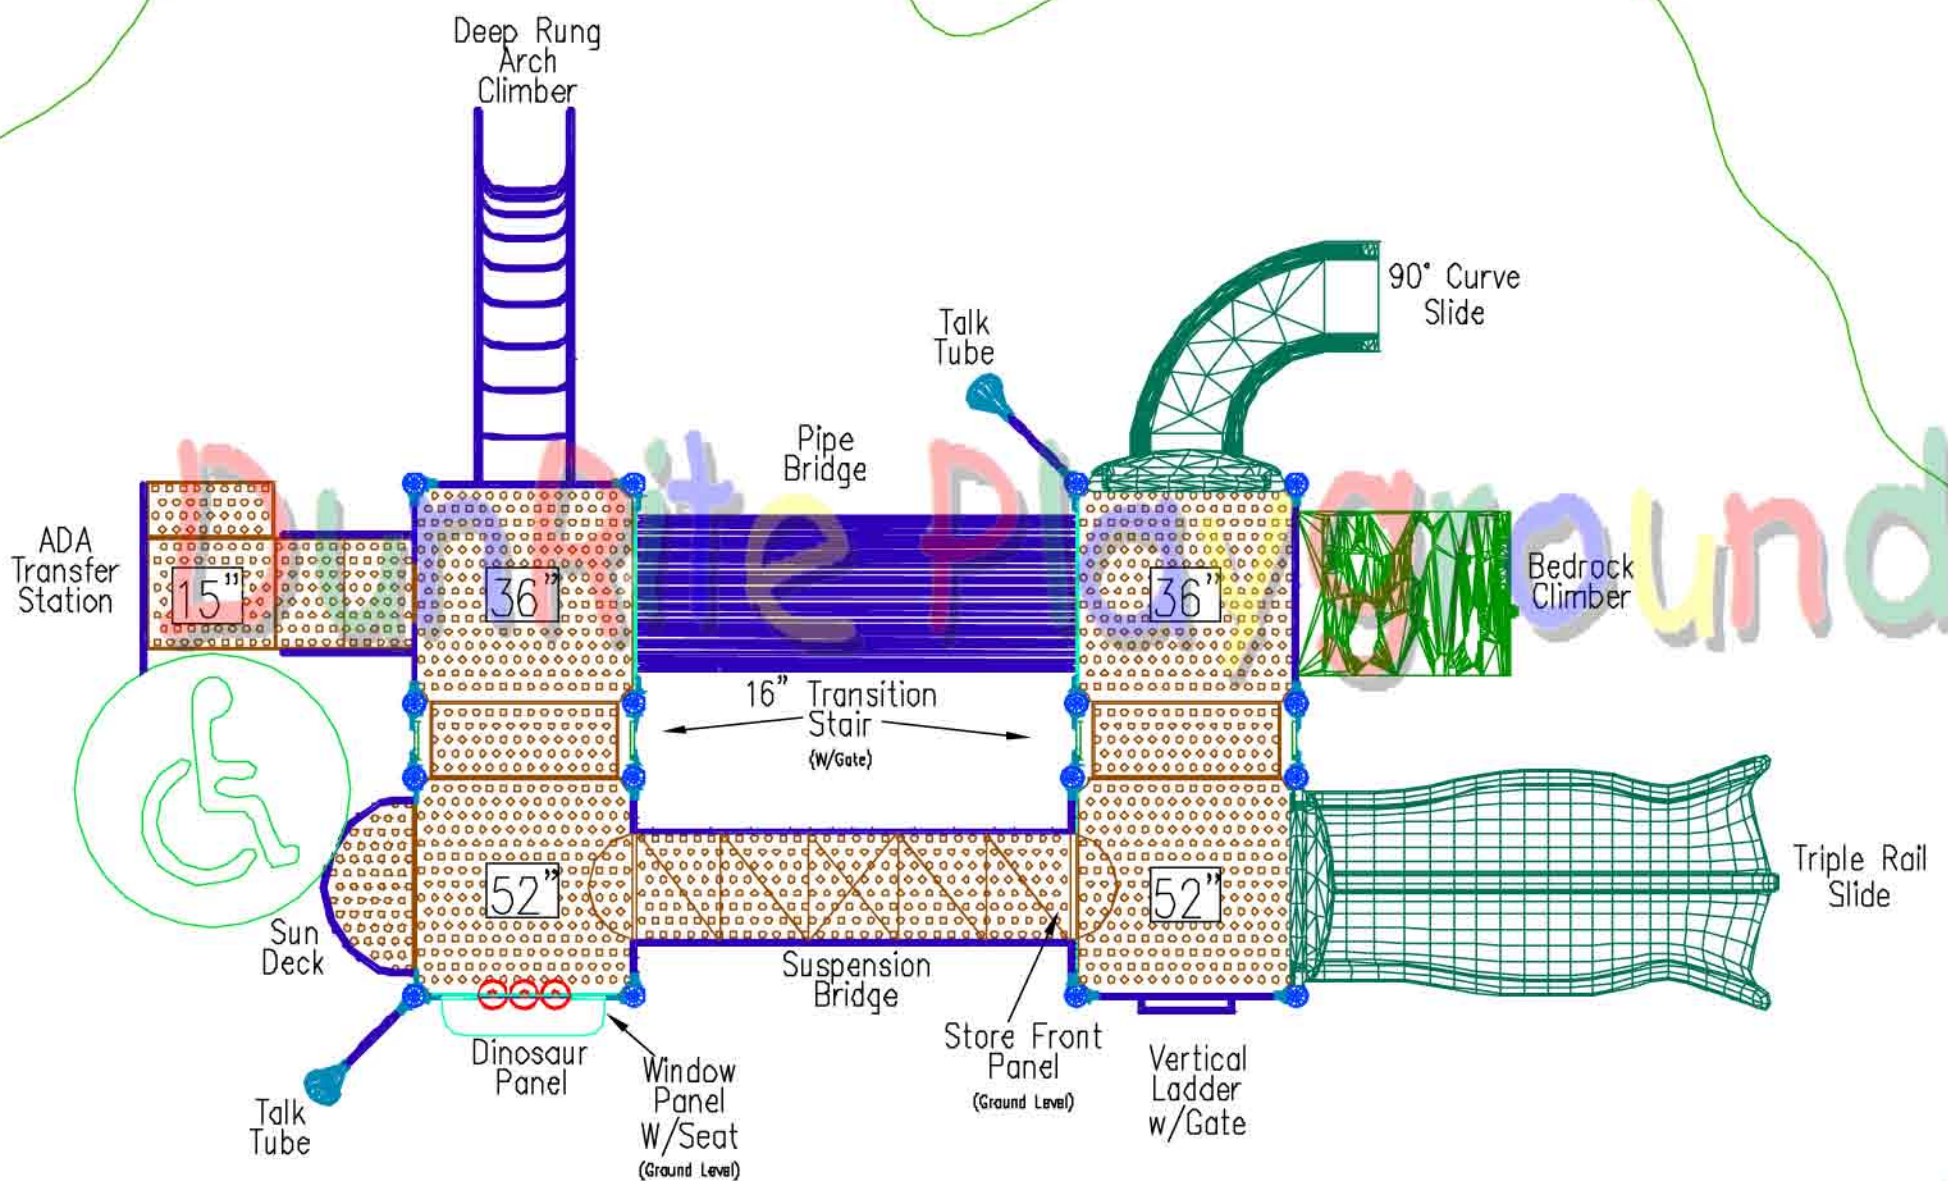 Deep Rung
Arch
Climber
90° Curve
Slide
Talk
Tube
Pipe
Bridge
DunRite Playground
ADA
Transfer
Station
15"
36"
36"
Bedrock
Climber
16" Transition
Stair
(W/Gate)
52"
52"
Triple Rail
Slide
Sun
Deck
Suspension
Bridge
Store Front
Panel
(Ground Level)
Dinosaur
Panel
Window
Panel
W/Seat
(Ground Level)
Vertical
Ladder
w/Gate
Talk
Tube